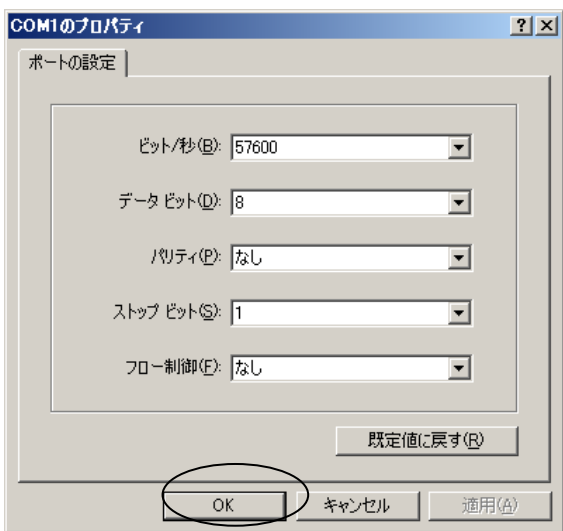 COM1のプロパティ
ポートの設定
ビット/秒(B): 57600
データ ビット(D): 8
パリティ(P): なし
ストップ ビット(S): 1
フロー制御(F): なし
既定値に戻す(R)
OK キャンセル 適用(A)